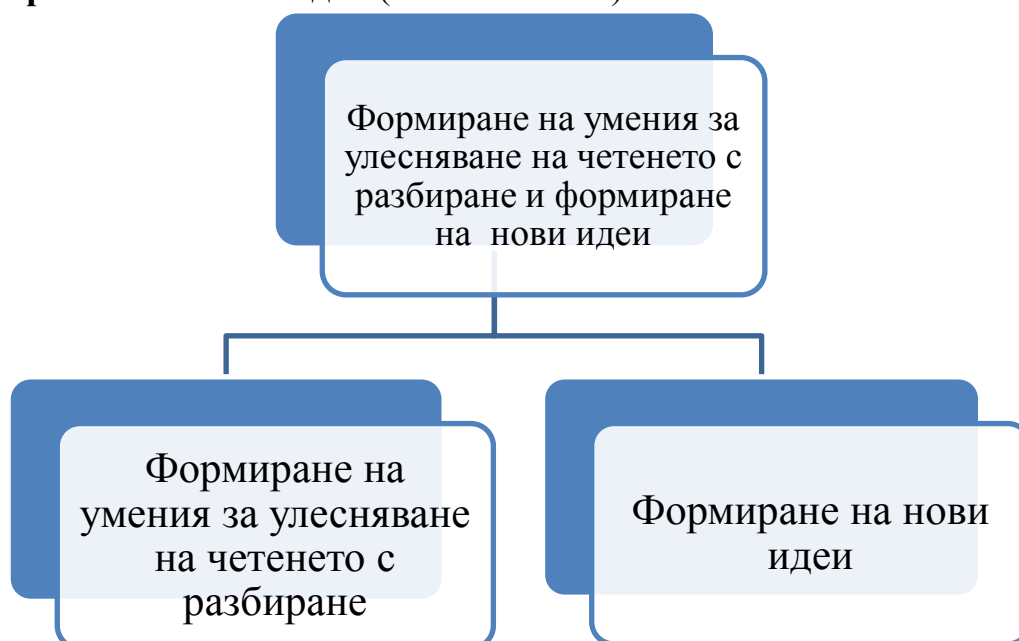 Формиране на умения за
улесняване на четенето с
разбиране и формиране
на нови идеи
Формиране на
умения за улесняване
на четенето с
разбиране
Формиране на нови
идеи